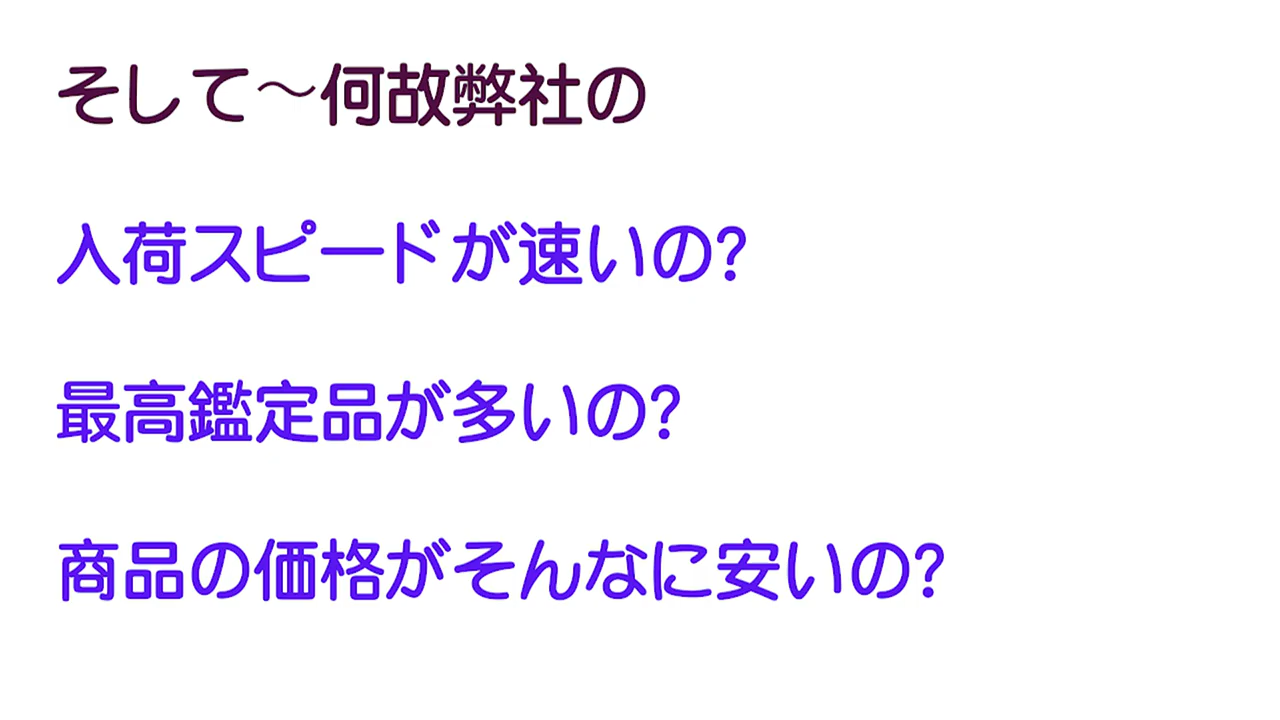 そして〜何故弊社の
入荷スピードが速いの?
最高鑑定品が多いの?
商品の価格がそんなに安いの?